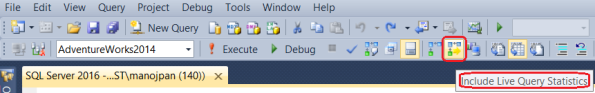 File Edit View Query Project Debug Tools Window Help
New Query
AdventureWorks2014 Execute Debug
SQL Server 2016 -...ST\manojpan (140))
Include Live Query Statistics